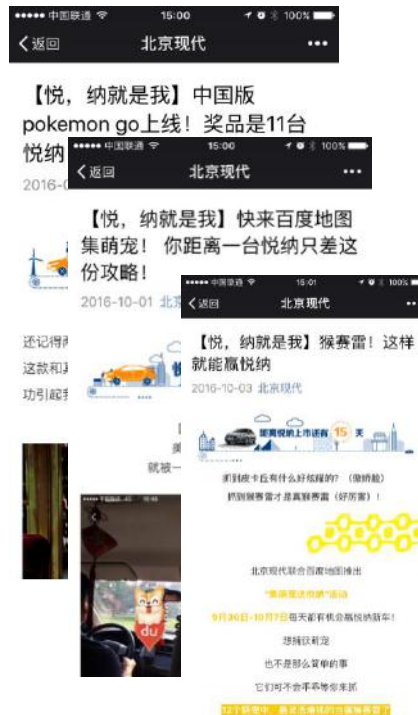 中国联通 15:00 100%
返回 北京现代
【悦，纳就是我】中国版
pokemon go上线！奖品是11台
悦纳
2016-
还记得
这款和
功引起
中国联通 15:00 100%
返回 北京现代
【悦，纳就是我】快来百度地图
集萌宠！ 你距离一台悦纳只差这
份攻略！
2016-10-01
就被一
du
中国联通 15:01 100%
返回 北京现代
【悦，纳就是我】猴赛雷！这样
就能赢悦纳
2016-10-03 北京现代
距离悦纳上市还有 15 天
抓到皮卡丘有什么好炫耀的？（傲娇脸）
抓到猴赛雷才是真猴赛雷（好厉害）！
北京现代联合百度地图推出
活动
9月30日-10月7日每天都有机会赢悦纳新车！
想捕获萌宠
也不是那么简单的事
它们可不会乖乖等你来抓